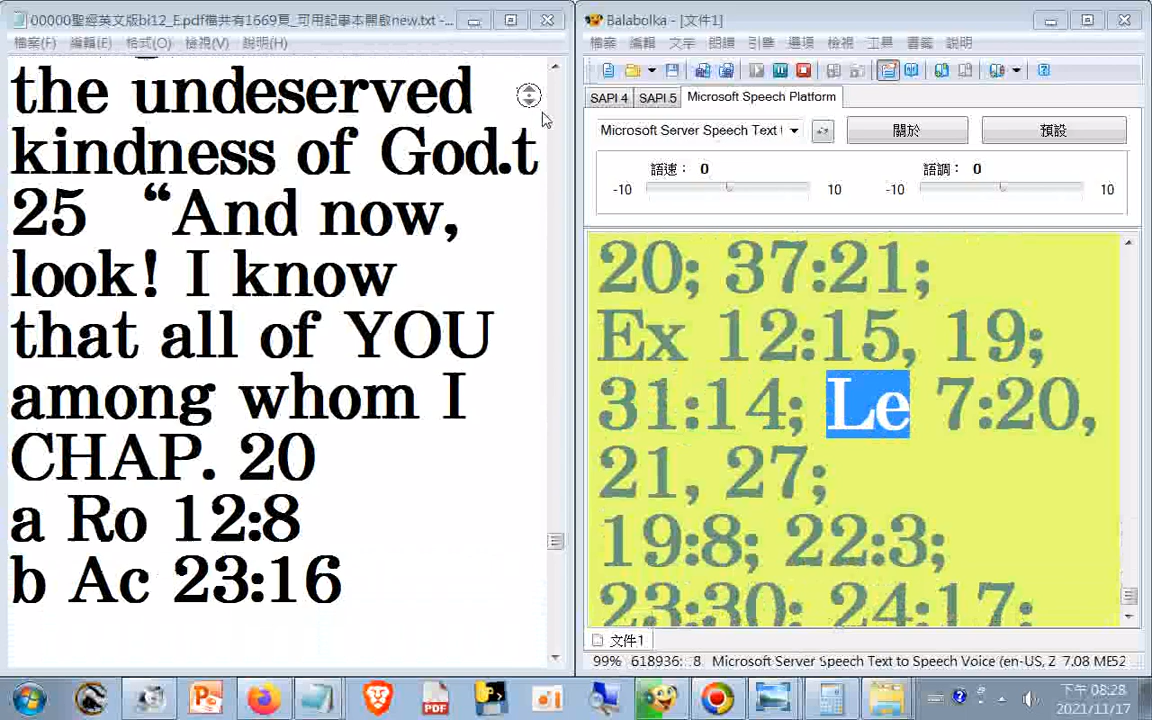 00000聖經英文版bi12_E.pdf檔共有1669頁_可用記事本開啟new.txt -...
檔案(F) 編輯(E) 格式(O) 檢視(V) 說明(H)
the undeserved
kindness of God.t
25 “And now,
look! I know
that all of YOU
among whom I
CHAP. 20
a Ro 12:8
b Ac 23:16
Balabolka - [文件1]
檔案 編輯 文字 朗讀 引擎 選項 檢視 工具 書籤 說明
SAPI 4 SAPI 5 Microsoft Speech Platform
Microsoft Server Speech Text 關於 預設
語速： 0 語調： 0
-10 10 -10 10
20; 37:21;
Ex 12:15, 19;
31:14; Le 7:20,
21, 27;
19:8; 22:3;
23:30; 24:17;
文件1
99% 618936: .8 Microsoft Server Speech Text to Speech Voice (en-US, Z 7.08 ME52
PDF
下午 08:28
2021/11/17